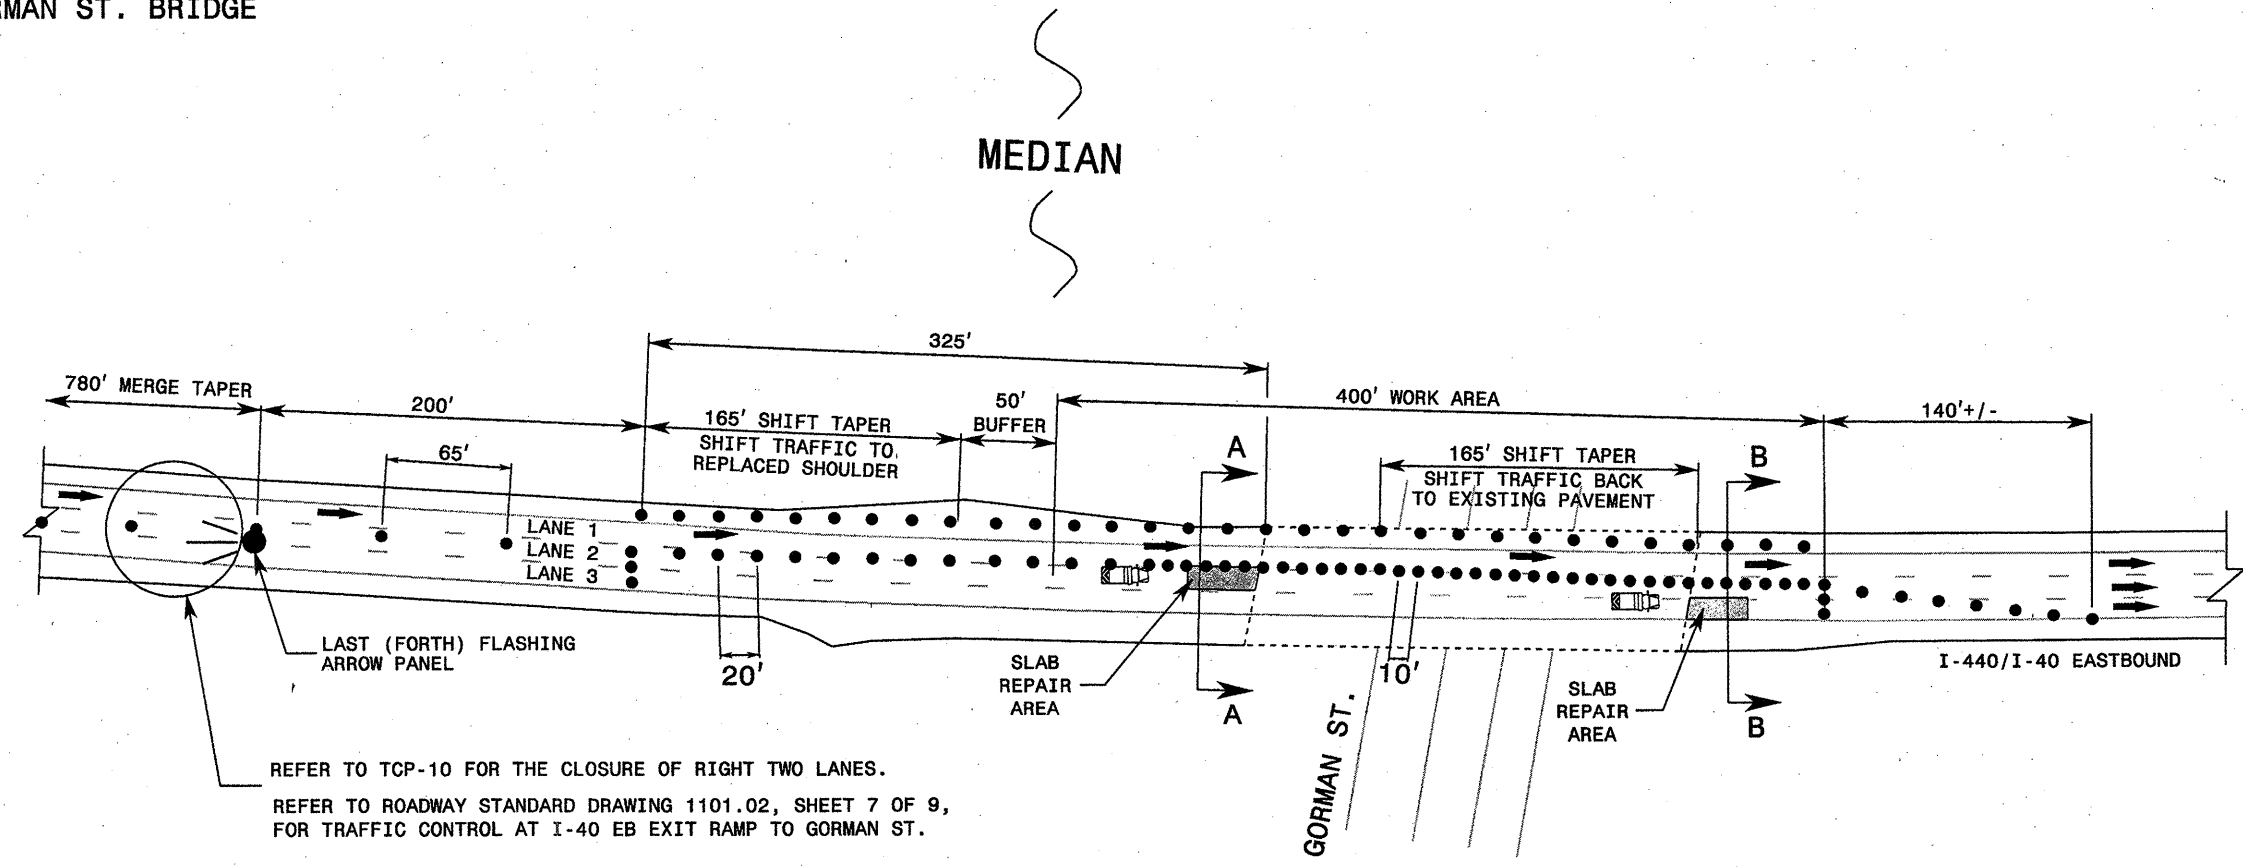 RMAN ST. BRIDGE
MEDIAN
325'
780' MERGE TAPER
200'
165' SHIFT TAPER
SHIFT TRAFFIC TO
REPLACED SHOULDER
50'
BUFFER
400' WORK AREA
140'+/-
65'
A
165' SHIFT TAPER
SHIFT TRAFFIC BACK
TO EXISTING PAVEMENT
B
LANE 1
LANE 2
LANE 3
LAST (FORTH) FLASHING
ARROW PANEL
20'
SLAB
REPAIR
AREA
A
10'
SLAB
REPAIR
AREA
B
I-440/I-40 EASTBOUND
GORMAN ST.
REFER TO TCP-10 FOR THE CLOSURE OF RIGHT TWO LANES.
REFER TO ROADWAY STANDARD DRAWING 1101.02, SHEET 7 OF 9,
FOR TRAFFIC CONTROL AT I-40 EB EXIT RAMP TO GORMAN ST.